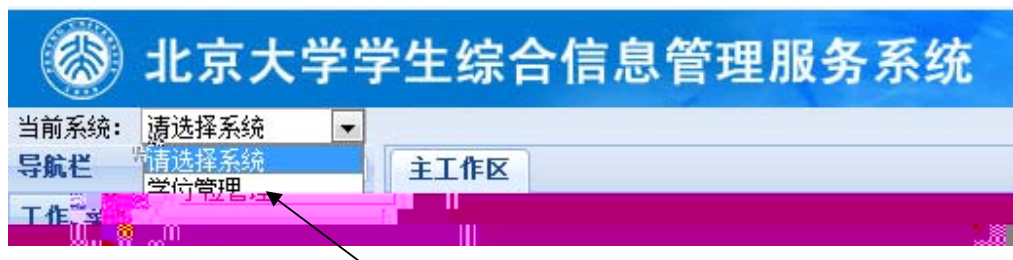 北京大学学生综合信息管理服务系统
当前系统： 请选择系统
导航栏 请选择系统 主工作区
学位管理
工作